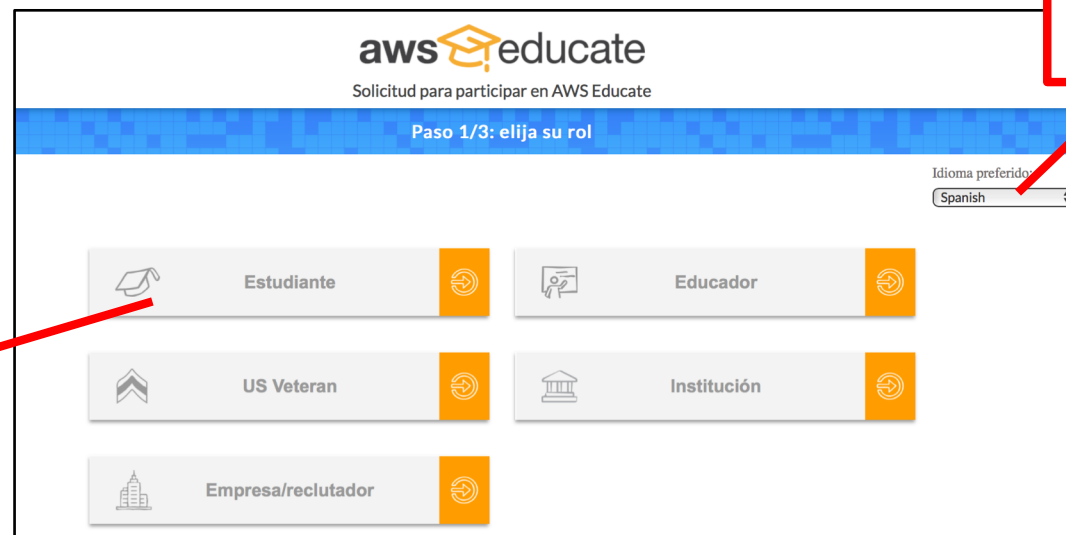 aws educate
Solicitud para participar en AWS Educate
Paso 1/3: elija su rol
Idioma preferido:
Spanish
Estudiante
Educador
US Veteran
Institución
Empresa/reclutador